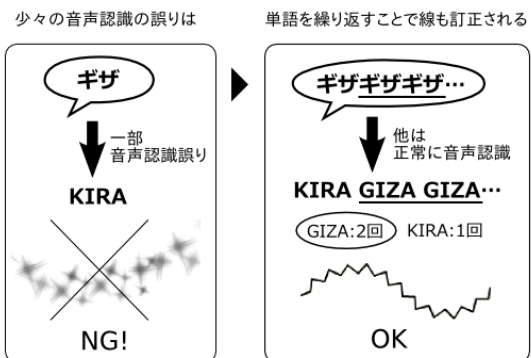 少々の音声認識の誤りは
ギザ
一部
音声認識誤り
KIRA
NG!
単語を繰り返すことで線も訂正される
ギザギザギザ…
他は
正常に音声認識
KIRA GIZA GIZA…
GIZA:2回 KIRA:1回
OK